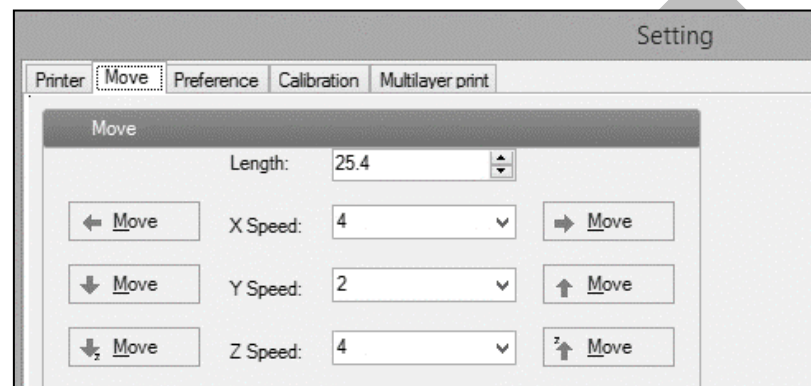 Setting
Printer Move Preference Calibration Multilayer print
Move
Length: 25.4
Move X Speed: 4 Move
Move Y Speed: 2 Move
z Move Z Speed: 4 z Move